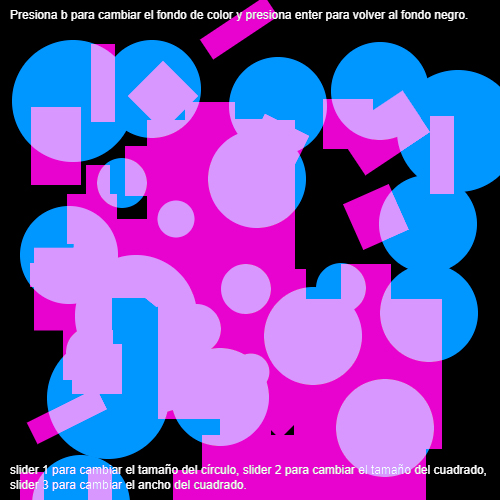 Presiona b para cambiar el fondo de color y presiona enter para volver al fondo negro.
slider 1 para cambiar el tamaño del círculo, slider 2 para cambiar el tamaño del cuadrado,
slider 3 para cambiar el ancho del cuadrado.